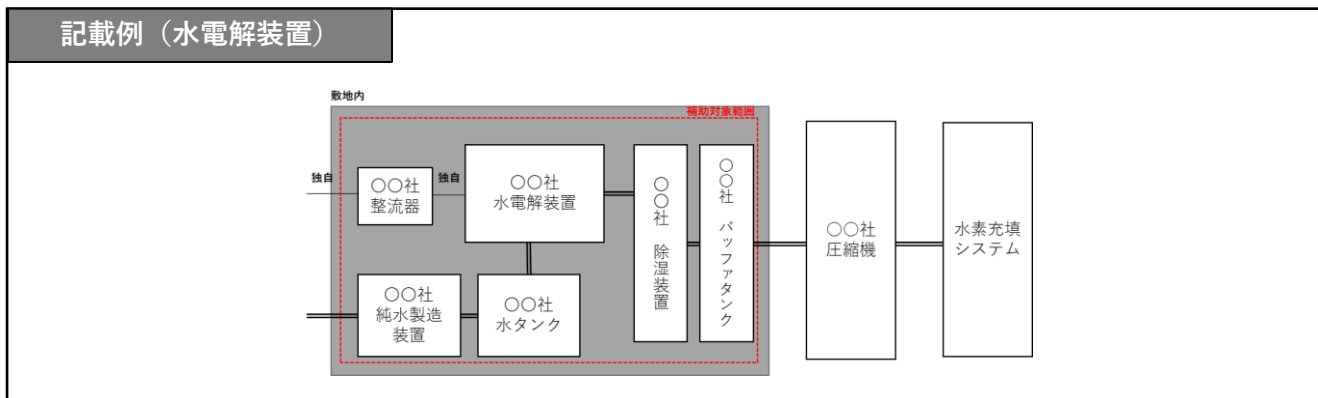 記載例（水電解装置）
敷地内
補助対象範囲
独自
〇〇社
整流器
独自
〇〇社
水電解装置
〇〇社　除湿装置
〇〇社　バッファタンク
〇〇社
圧縮機
水素充填
システム
〇〇社
純水製造
装置
〇〇社
水タンク